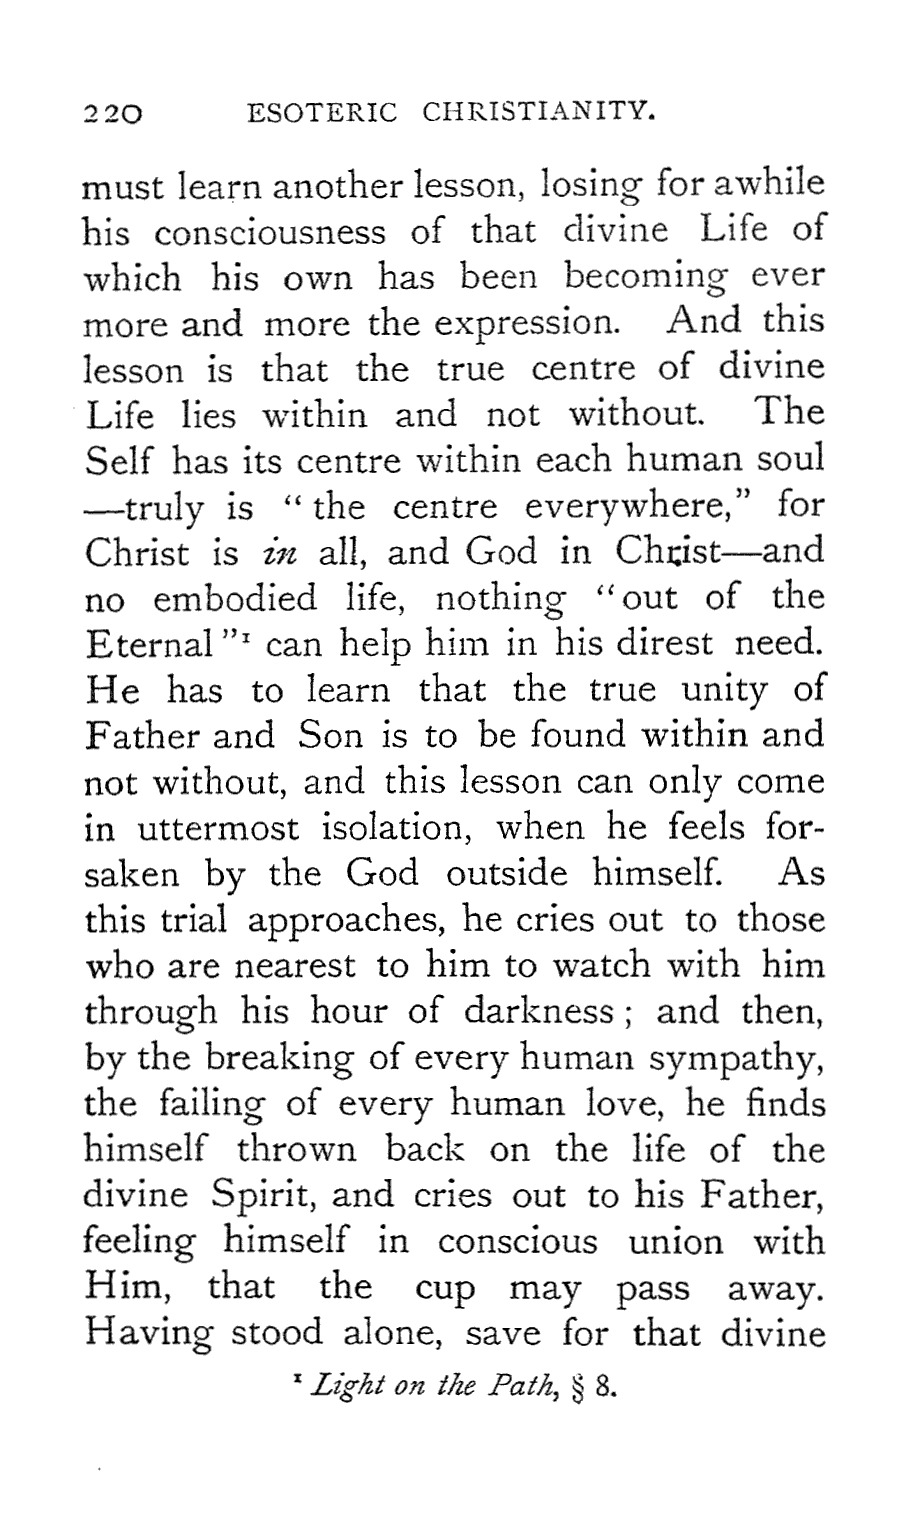 220 ESOTERIC CHRISTIANITY.
must learn another lesson, losing for awhile
his consciousness of that divine Life of
which his own has been becoming ever
more and more the expression. And this
lesson is that the true centre of divine
Life lies within and not without. The
Self has its centre within each human soul
—truly is “ the centre everywhere,” for
Christ is in all, and God in Christ—and
no embodied life, nothing “out of the
Eternal ”¹ can help him in his direst need.
He has to learn that the true unity of
Father and Son is to be found within and
not without, and this lesson can only come
in uttermost isolation, when he feels for-
saken by the God outside himself. As
this trial approaches, he cries out to those
who are nearest to him to watch with him
through his hour of darkness ; and then,
by the breaking of every human sympathy,
the failing of every human love, he finds
himself thrown back on the life of the
divine Spirit, and cries out to his Father,
feeling himself in conscious union with
Him, that the cup may pass away.
Having stood alone, save for that divine
¹ Light on the Path, § 8.